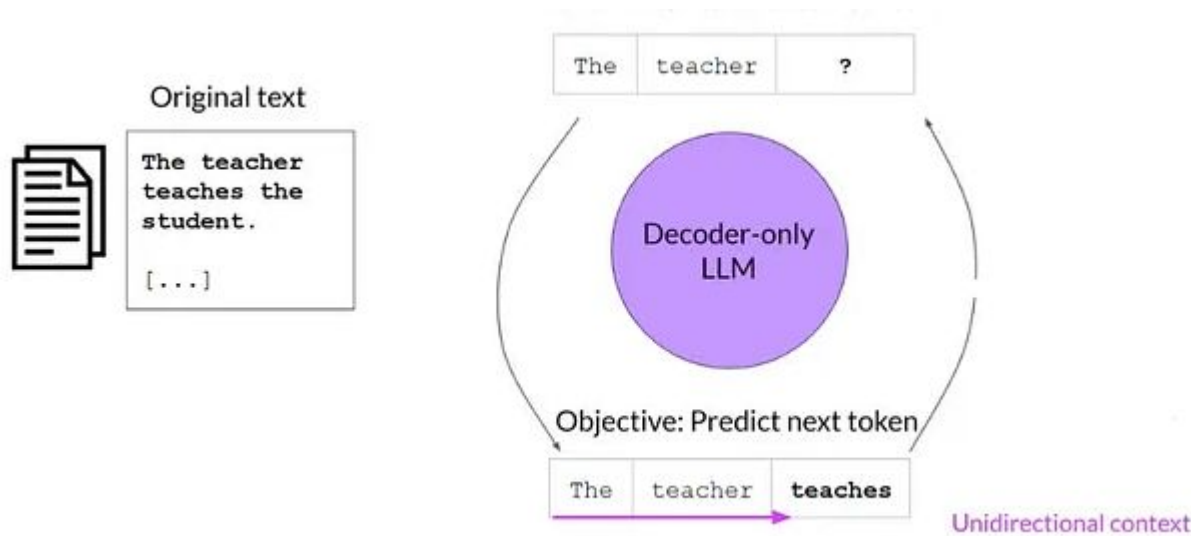 The teacher ?
Original text
The teacher
teaches the
student.
[...]
Decoder-only
LLM
Objective: Predict next token
The teacher teaches
Unidirectional context